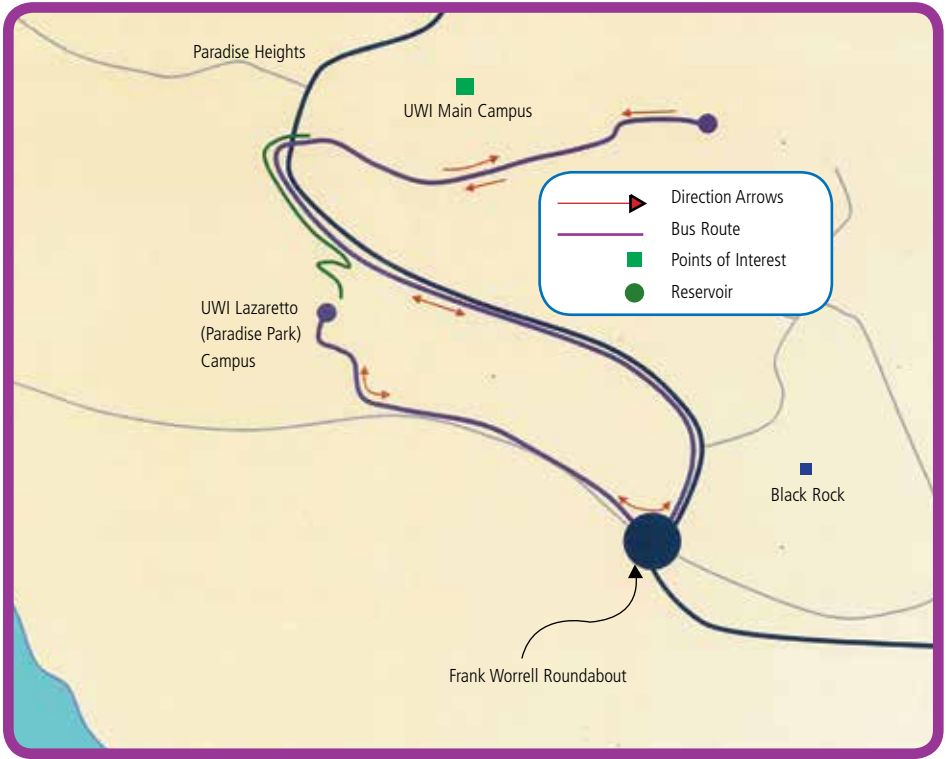 Paradise Heights
UWI Main Campus
Direction Arrows
Bus Route
Points of Interest
Reservoir
UWI Lazaretto
(Paradise Park)
Campus
Black Rock
Frank Worrell Roundabout